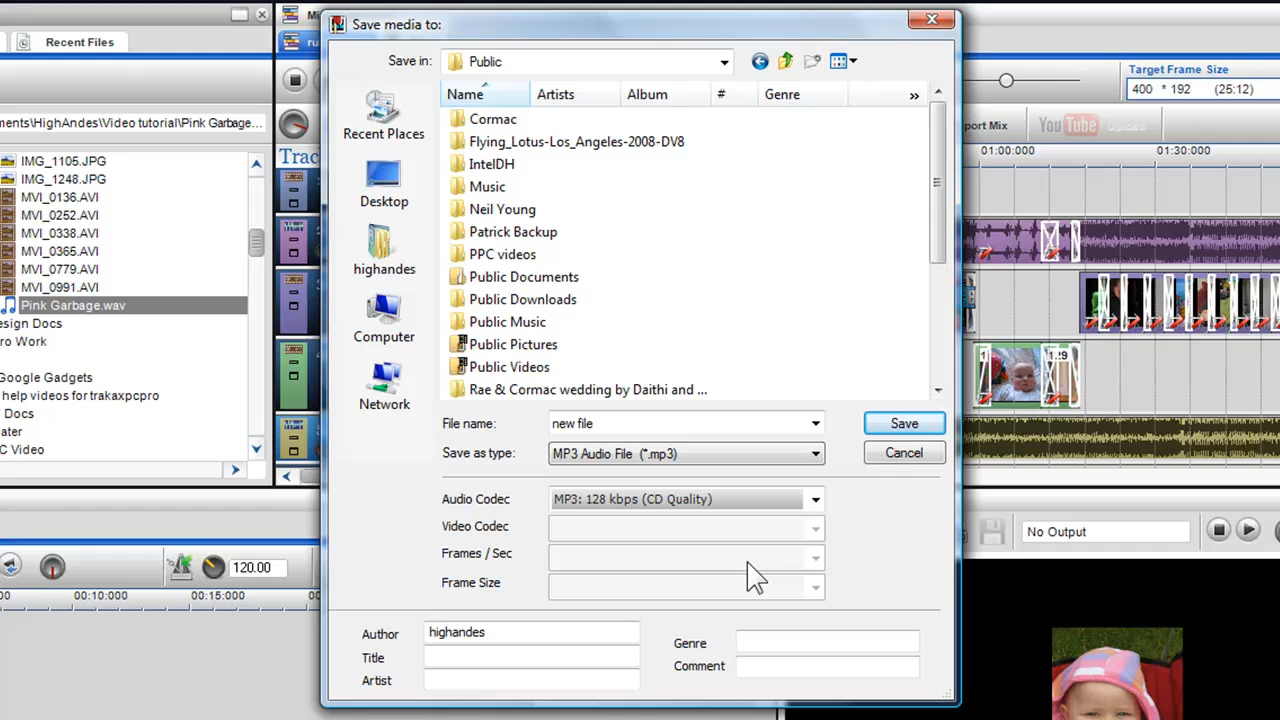 Save media to:
Recent Files
Save in:
Public
Target Frame Size
400 * 192 (25:12)
Name
Artists
Album
#
Genre
»
ments\HighAndes\Video tutorial\Pink Garbage...
Recent Places
port Mix
You Tube
Cormac
Flying_Lotus-Los_Angeles-2008-DV8
IntelDH
Music
Neil Young
Patrick Backup
PPC videos
Public Documents
Public Downloads
Public Music
Public Pictures
Public Videos
Rae & Cormac wedding by Daithi and ...
Trac
01:00:000
01:30:000
IMG_1105.JPG
IMG_1248.JPG
MVI_0136.AVI
MVI_0252.AVI
MVI_0338.AVI
MVI_0365.AVI
MVI_0779.AVI
MVI_0991.AVI
Pink Garbage.wav
esign Docs
ro Work
Google Gadgets
help videos for trakaxpcpro
Docs
ater
C Video
Desktop
highandes
Computer
Network
File name:
new file
Save
Save as type:
MP3 Audio File (*.mp3)
Cancel
Audio Codec
MP3: 128 kbps (CD Quality)
Video Codec
Frames / Sec
Frame Size
No Output
120.00
00:10:000
00:15:000
Author
highandes
Genre
Title
Comment
Artist